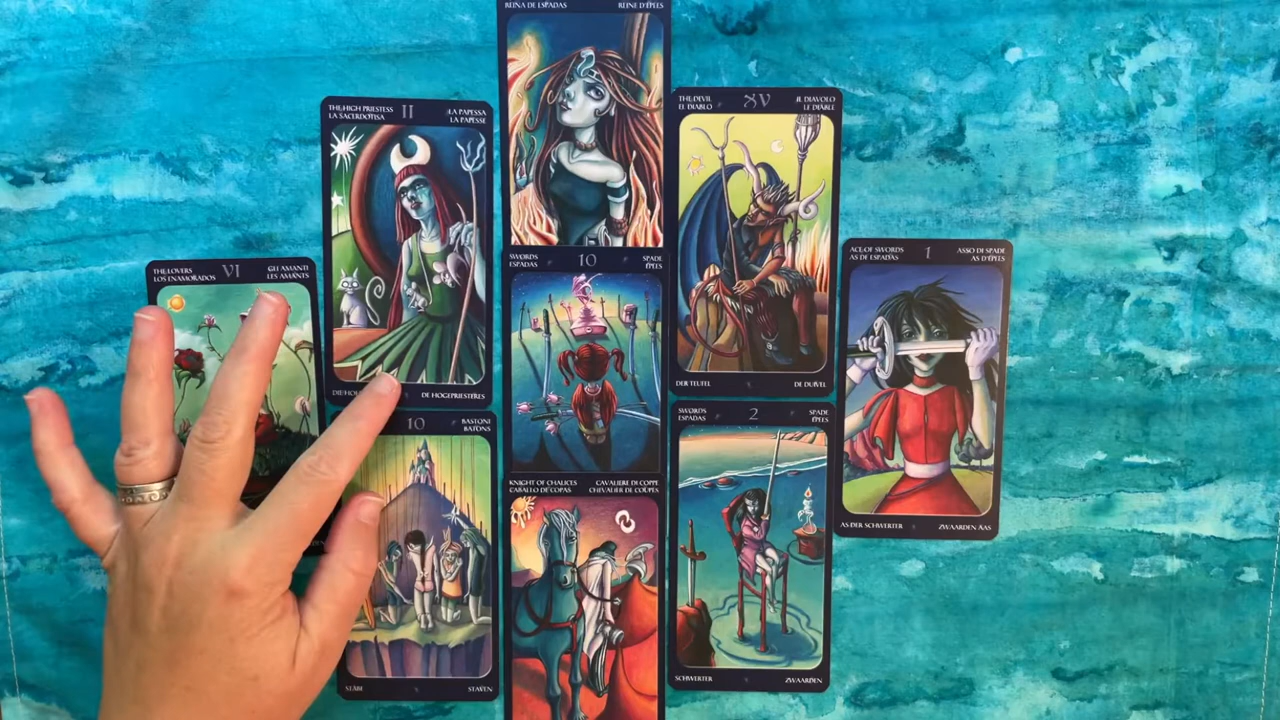 REINA DE ESPADAS
REINE D'ÉPÉES
THE HIGH PRIESTESS
LA SACERDOTISA
II
LA PAPESSA
LA PAPESSE
DE HOGEPRIESTERES
THE DEVIL
EL DIABLO
XV
IL DIAVOLO
LE DIABLE
DER TEUFEL
DE DUIVEL
THE LOVERS
LOS ENAMORADOS
VI
GLI AMANTI
LES AMANTS
SWORDS
ESPADAS
10
SPADE
ÉPÉES
ACE OF SWORDS
AS DE ESPADAS
1
ASSO DI SPADE
AS D'ÉPÉES
AS DER SCHWERTER
ZWAARDEN AAS
10
BASTONI
BATONS
STÄBE
STAVEN
KNIGHT OF CHALICES
CABALLO DE COPAS
CAVALIERE DI COPPE
CHEVALIER DE COUPES
SWORDS
ESPADAS
2
SPADE
ÉPÉES
SCHWERTER
ZWAARDEN